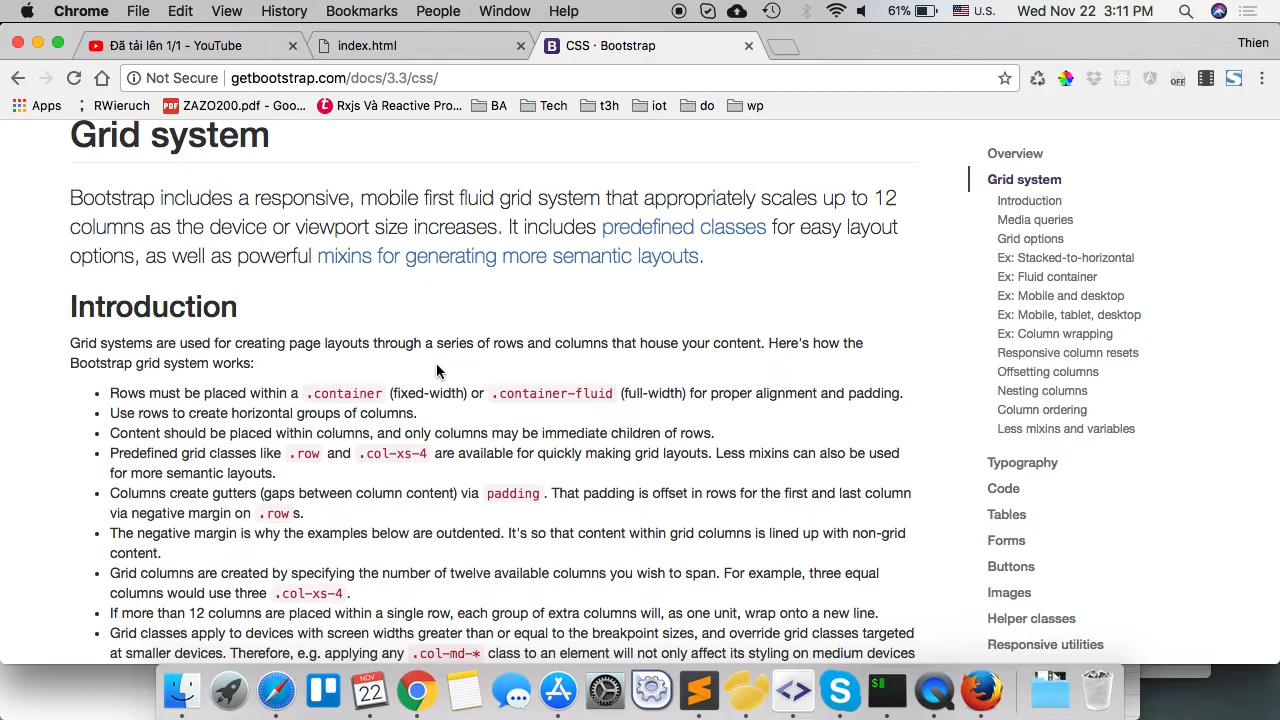 Chrome File Edit View History Bookmarks People Window Help 61% U.S. Wed Nov 22 3:11 PM
Đã tải lên 1/1 - YouTube index.html CSS · Bootstrap Thien
Not Secure getbootstrap.com/docs/3.3/css/
Apps RWieruch ZAZO200.pdf - Goo... Rxjs Và Reactive Pro... BA Tech t3h iot do wp
Grid system
Bootstrap includes a responsive, mobile first fluid grid system that appropriately scales up to 12
columns as the device or viewport size increases. It includes predefined classes for easy layout
options, as well as powerful mixins for generating more semantic layouts.
Introduction
Grid systems are used for creating page layouts through a series of rows and columns that house your content. Here's how the
Bootstrap grid system works:
Rows must be placed within a .container (fixed-width) or .container-fluid (full-width) for proper alignment and padding.
Use rows to create horizontal groups of columns.
Content should be placed within columns, and only columns may be immediate children of rows.
Predefined grid classes like .row and .col-xs-4 are available for quickly making grid layouts. Less mixins can also be used
for more semantic layouts.
Columns create gutters (gaps between column content) via padding. That padding is offset in rows for the first and last column
via negative margin on .rows.
The negative margin is why the examples below are outdented. It's so that content within grid columns is lined up with non-grid
content.
Grid columns are created by specifying the number of twelve available columns you wish to span. For example, three equal
columns would use three .col-xs-4.
If more than 12 columns are placed within a single row, each group of extra columns will, as one unit, wrap onto a new line.
Grid classes apply to devices with screen widths greater than or equal to the breakpoint sizes, and override grid classes targeted
at smaller devices. Therefore, e.g. applying any .col-md-* class to an element will not only affect its styling on medium devices
Overview
Grid system
Introduction
Media queries
Grid options
Ex: Stacked-to-horizontal
Ex: Fluid container
Ex: Mobile and desktop
Ex: Mobile, tablet, desktop
Ex: Column wrapping
Responsive column resets
Offsetting columns
Nesting columns
Column ordering
Less mixins and variables
Typography
Code
Tables
Forms
Buttons
Images
Helper classes
Responsive utilities
NOV
22